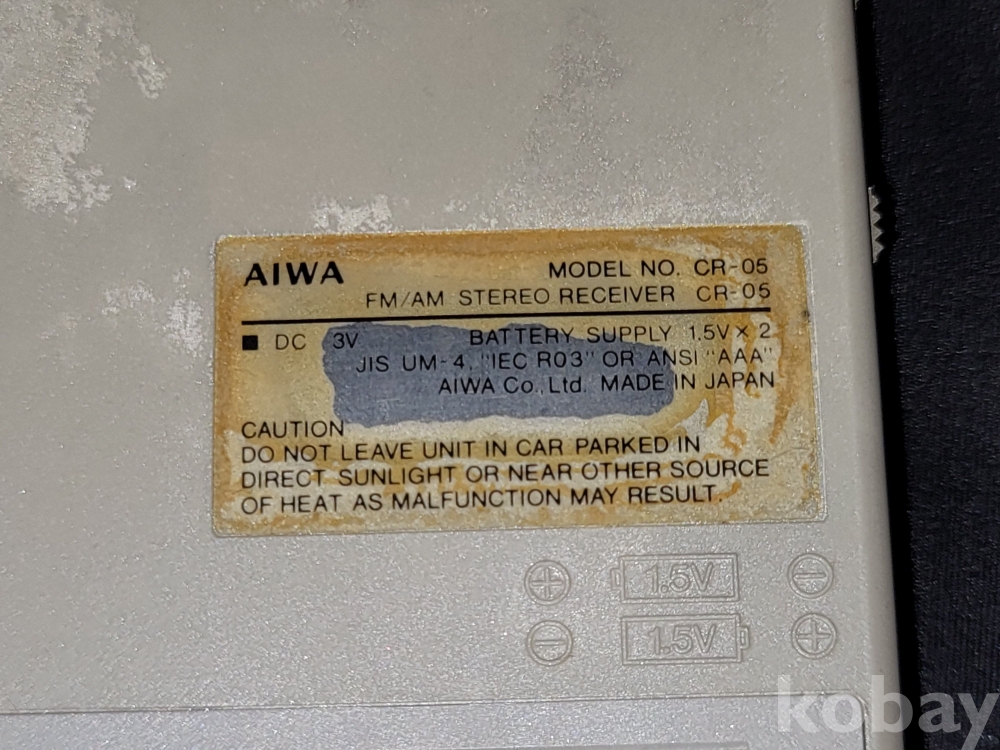 AIWA MODEL NO. CR-05
FM/AM STEREO RECEIVER CR-05
■ DC 3V BATTERY SUPPLY 1.5V×2
JIS UM-4, "IEC R03" OR ANSI "AAA"
AIWA Co., Ltd. MADE IN JAPAN
CAUTION
DO NOT LEAVE UNIT IN CAR PARKED IN
DIRECT SUNLIGHT OR NEAR OTHER SOURCE
OF HEAT AS MALFUNCTION MAY RESULT.
⊕ 1.5V ⊖
⊖ 1.5V ⊕
kobay